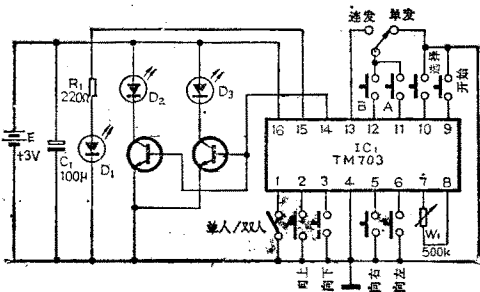 连发 单发
选择
开始
B A
R₁
220Ω
D₂
D₃
E
+3V
C₁
100μ
D₁
16 15 14 13 12 11 10 9
IC₁
TM703
1 2 3 4 5 6 7 8
单人/双人
向上
向下
向右
向左
W₁
500k